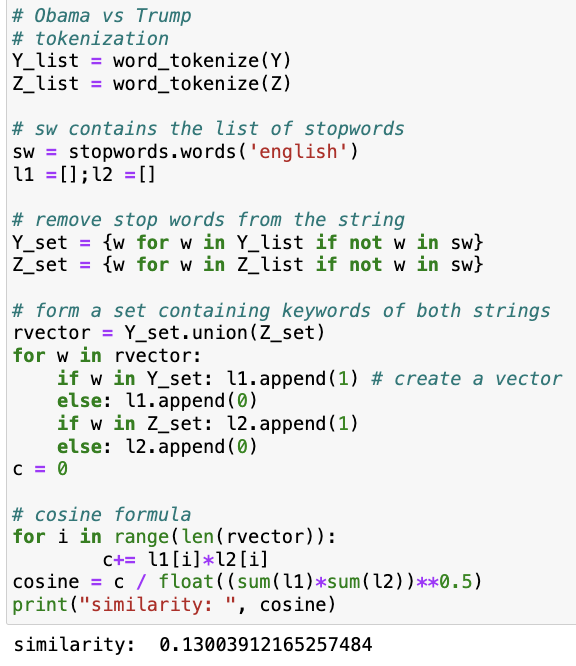 # Obama vs Trump
# tokenization
Y_list = word_tokenize(Y)
Z_list = word_tokenize(Z)

# sw contains the list of stopwords
sw = stopwords.words('english')
l1 =[];l2 =[]

# remove stop words from the string
Y_set = {w for w in Y_list if not w in sw}
Z_set = {w for w in Z_list if not w in sw}

# form a set containing keywords of both strings
rvector = Y_set.union(Z_set)
for w in rvector:
    if w in Y_set: l1.append(1) # create a vector
    else: l1.append(0)
    if w in Z_set: l2.append(1)
    else: l2.append(0)
c = 0

# cosine formula
for i in range(len(rvector)):
        c+= l1[i]*l2[i]
cosine = c / float((sum(l1)*sum(l2))**0.5)
print("similarity: ", cosine)
similarity:  0.13003912165257484